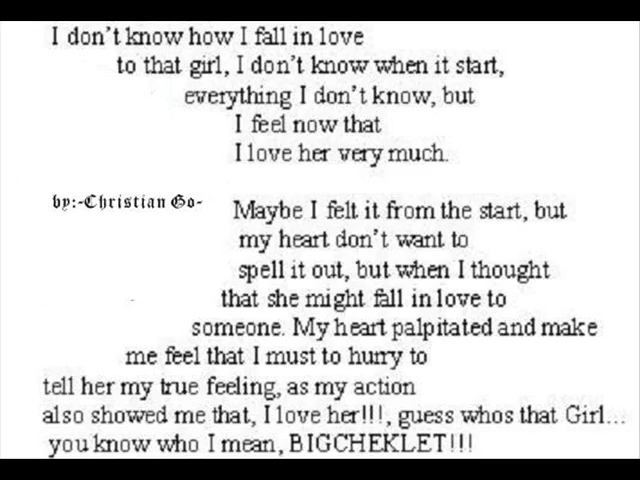 I don't know how I fall in love
to that girl, I don't know when it start,
everything I don't know, but
I feel now that
I love her very much.
by:-Christian Go-
Maybe I felt it from the start, but
my heart don't want to
spell it out, but when I thought
that she might fall in love to
someone. My heart palpitated and make
me feel that I must to hurry to
tell her my true feeling, as my action
also showed me that, I love her!!!, guess whos that Girl...
you know who I mean, BIGCHEKLET!!!